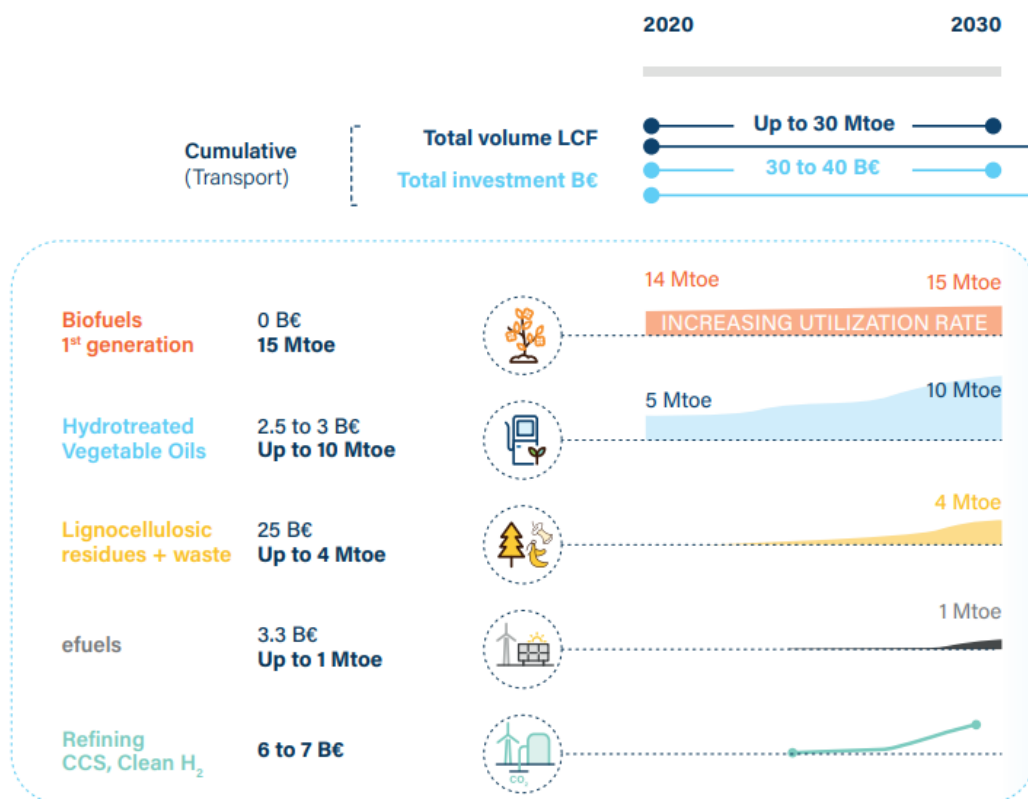 2020 2030
Up to 30 Mtoe
Cumulative
(Transport)
Total volume LCF
Total investment B€
30 to 40 B€
14 Mtoe 15 Mtoe
Biofuels
1st generation
0 B€
15 Mtoe
INCREASING UTILIZATION RATE
5 Mtoe 10 Mtoe
Hydrotreated
Vegetable Oils
2.5 to 3 B€
Up to 10 Mtoe
4 Mtoe
Lignocellulosic
residues + waste
25 B€
Up to 4 Mtoe
1 Mtoe
efuels
3.3 B€
Up to 1 Mtoe
Refining
CCS, Clean H₂
6 to 7 B€
CO₂